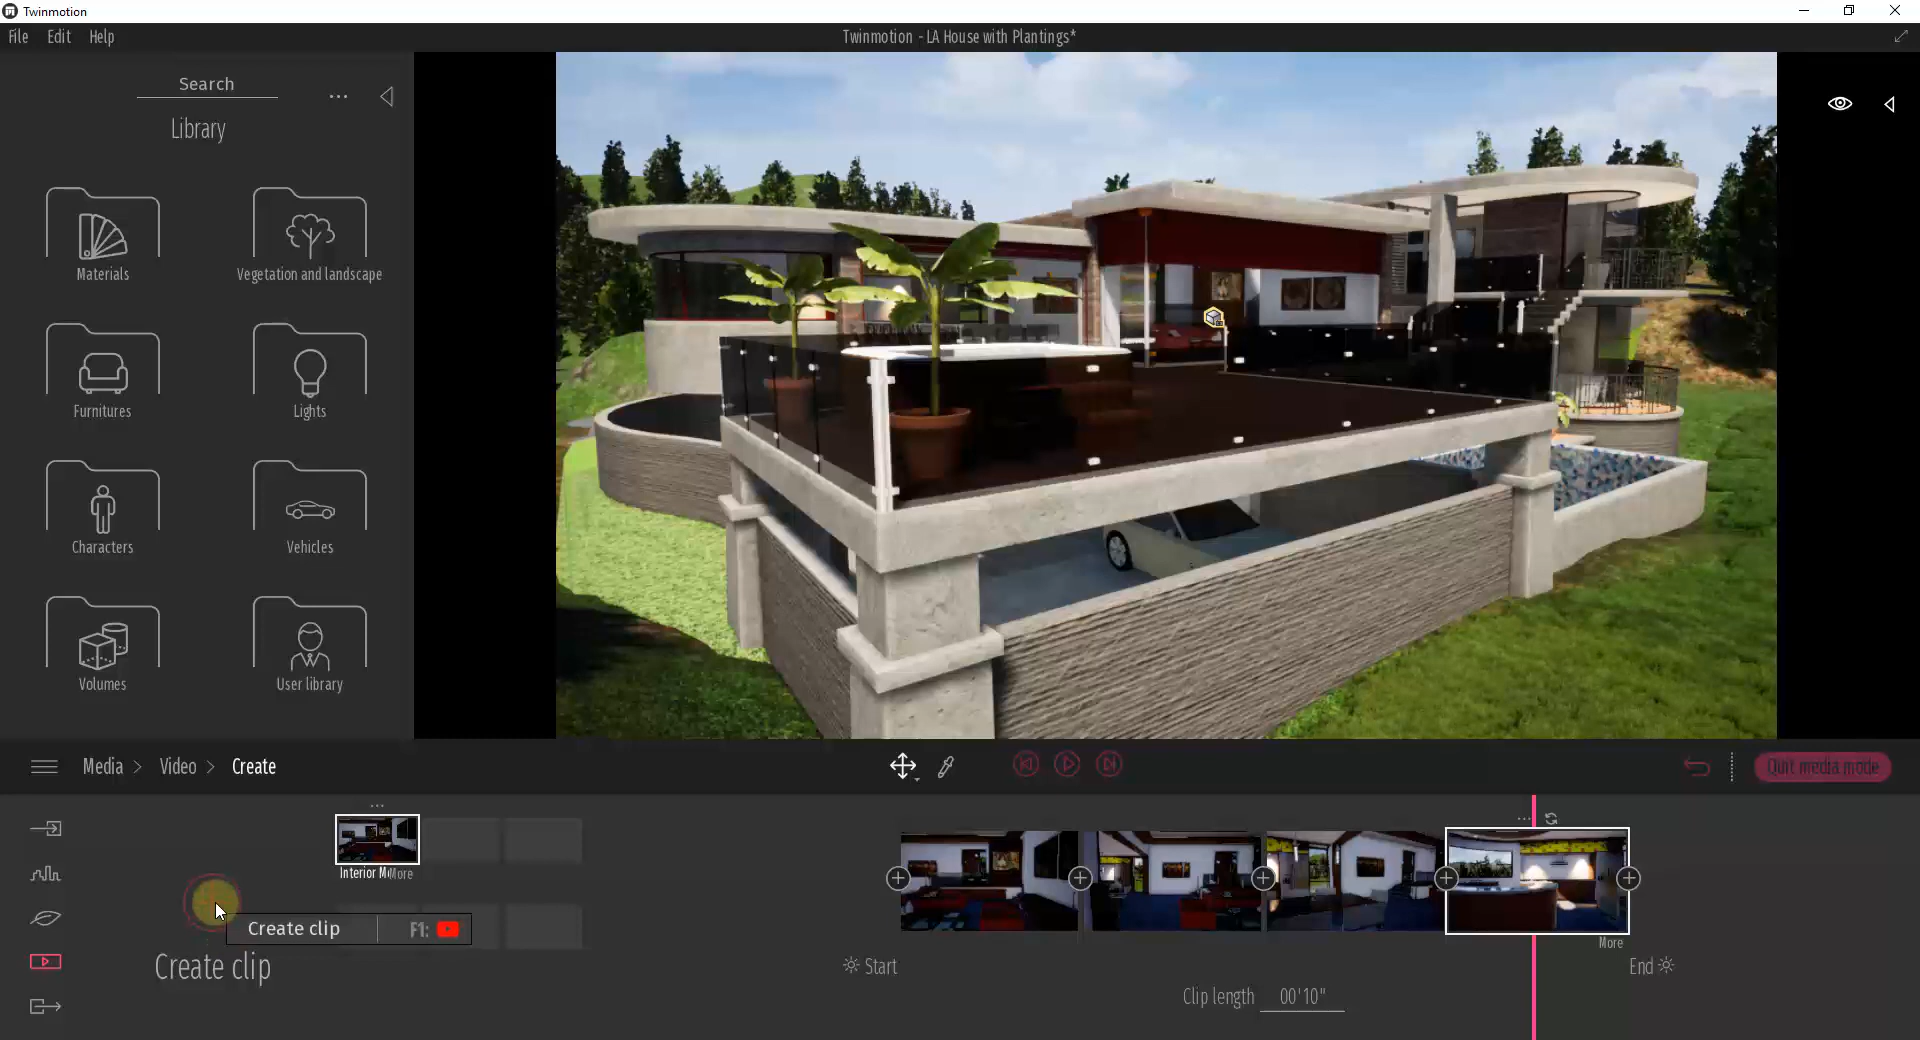 Twinmotion
File Edit Help
Twinmotion - LA House with Plantings*
Search
Library
Materials
Vegetation and landscape
Furnitures
Lights
Characters
Vehicles
Volumes
User library
Media > Video > Create
Quit media mode
Interior M
More
Create clip F1:
Create clip
More
Start
End
Clip length 00'10"